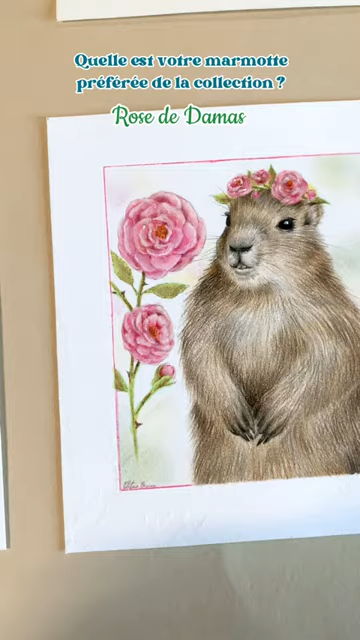 Quelle est votre marmotte
préférée de la collection ?
Rose de Damas